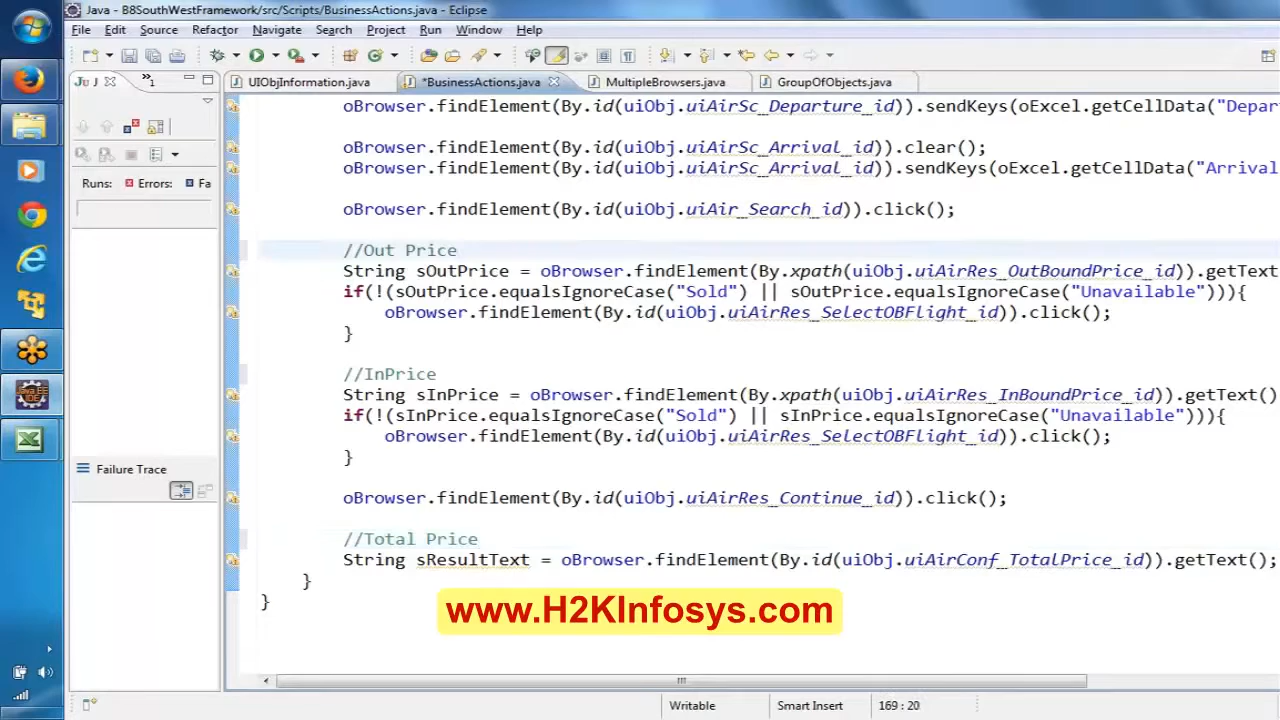 Java - B8SouthWestFramework/src/Scripts/BusinessActions.java - Eclipse
File Edit Source Refactor Navigate Search Project Run Window Help
Ju J »1 UIObjInformation.java *BusinessActions.java MultipleBrowsers.java GroupOfObjects.java
oBrowser.findElement(By.id(uiObj.uiAirSc_Departure_id)).sendKeys(oExcel.getCellData("Depar
oBrowser.findElement(By.id(uiObj.uiAirSc_Arrival_id)).clear();
oBrowser.findElement(By.id(uiObj.uiAirSc_Arrival_id)).sendKeys(oExcel.getCellData("Arrival
Runs: Errors: Fa
oBrowser.findElement(By.id(uiObj.uiAir_Search_id)).click();
//Out Price
String sOutPrice = oBrowser.findElement(By.xpath(uiObj.uiAirRes_OutBoundPrice_id)).getText
if(!(sOutPrice.equalsIgnoreCase("Sold") || sOutPrice.equalsIgnoreCase("Unavailable"))){
oBrowser.findElement(By.id(uiObj.uiAirRes_SelectOBFlight_id)).click();
}
//InPrice
String sInPrice = oBrowser.findElement(By.xpath(uiObj.uiAirRes_InBoundPrice_id)).getText()
if(!(sInPrice.equalsIgnoreCase("Sold") || sInPrice.equalsIgnoreCase("Unavailable"))){
oBrowser.findElement(By.id(uiObj.uiAirRes_SelectOBFlight_id)).click();
}
Failure Trace
oBrowser.findElement(By.id(uiObj.uiAirRes_Continue_id)).click();
//Total Price
String sResultText = oBrowser.findElement(By.id(uiObj.uiAirConf_TotalPrice_id)).getText();
}
}
www.H2KInfosys.com
Writable Smart Insert 169 : 20